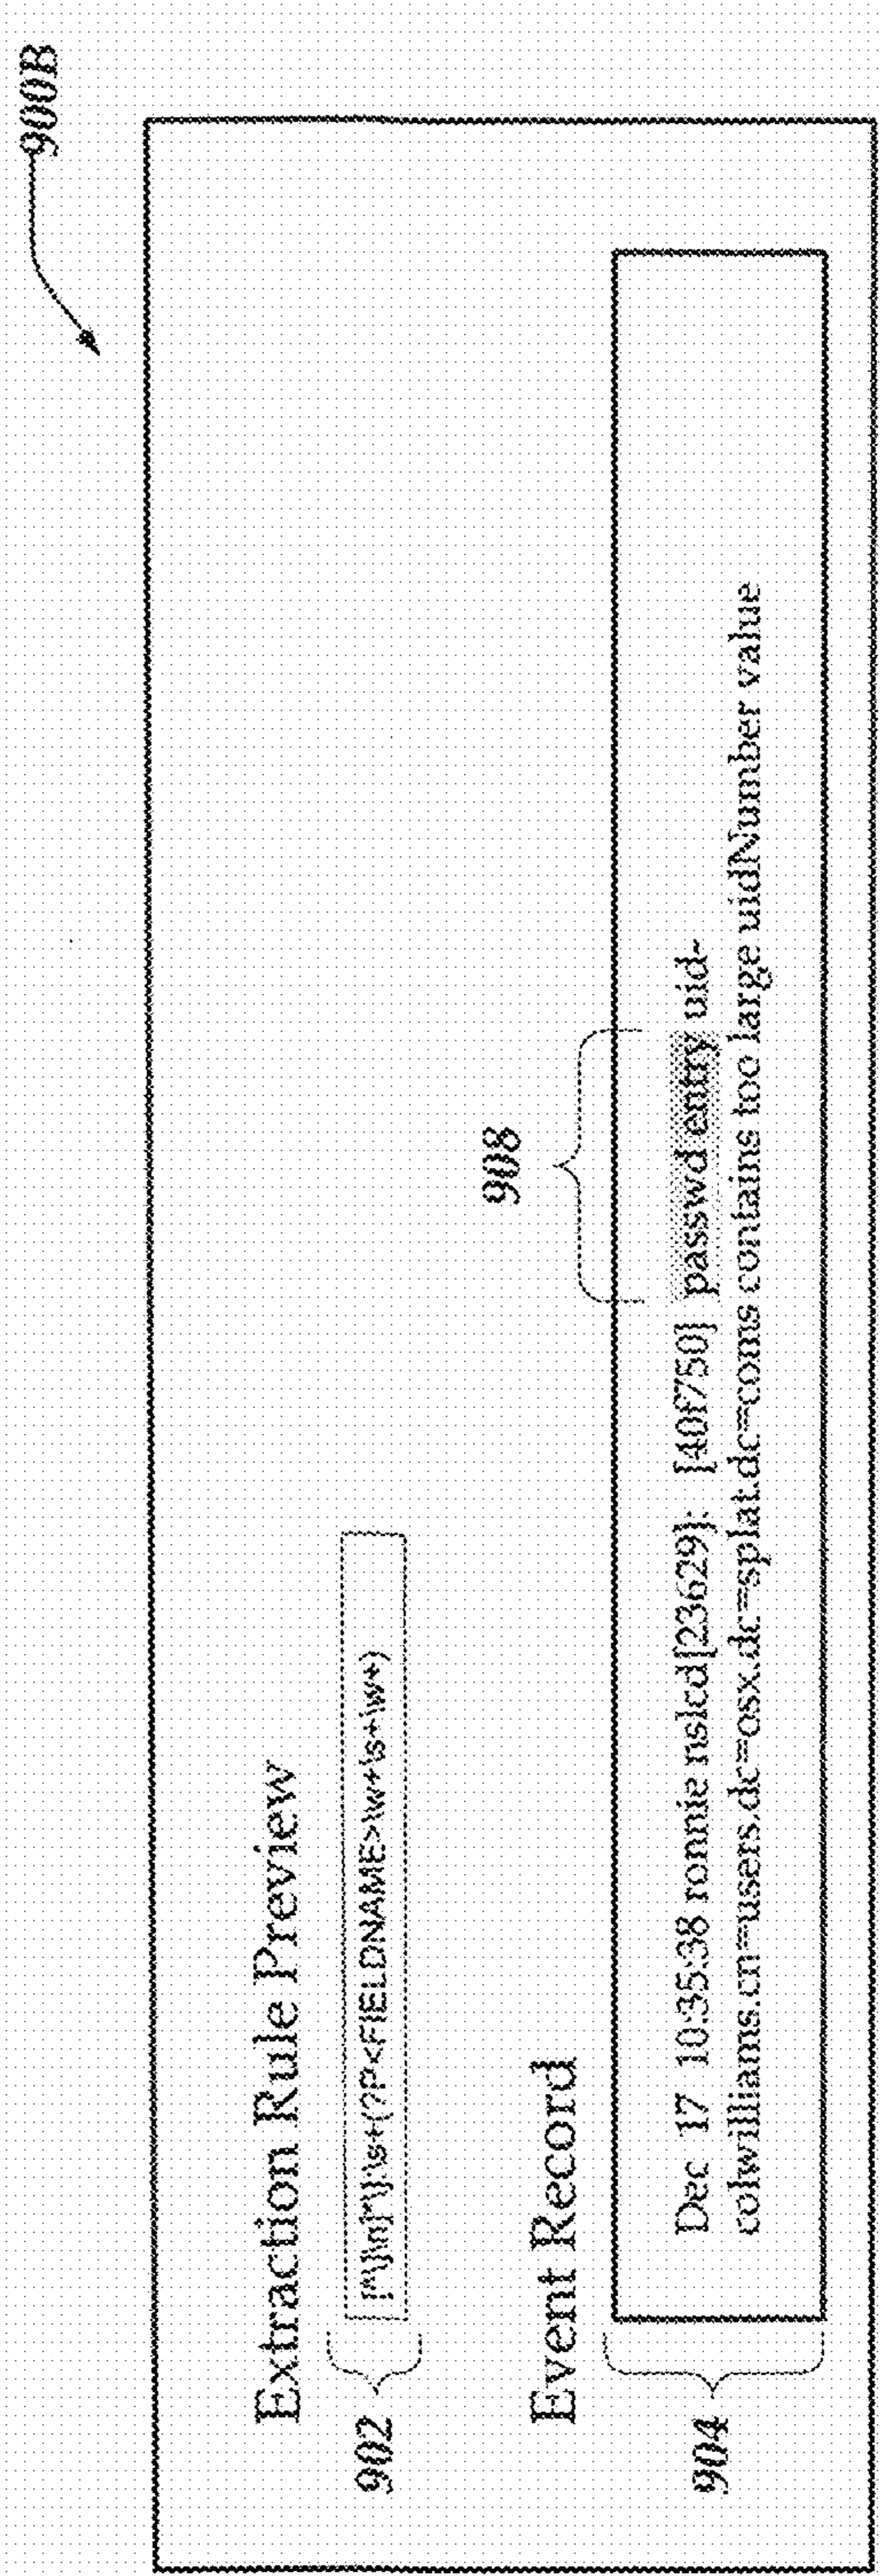 900B
Extraction Rule Preview
902
[^\]\n]*\]:\s+(?P<FIELDNAME>\w+\s+\w+)
Event Record
908
904
Dec 17 10:35:38 ronnie nslcd[23629]: [40f750] passwd entry uid-
colwilliams.cn=users.dc=osx.dc=splat.dc=coms contains too large uidNumber value